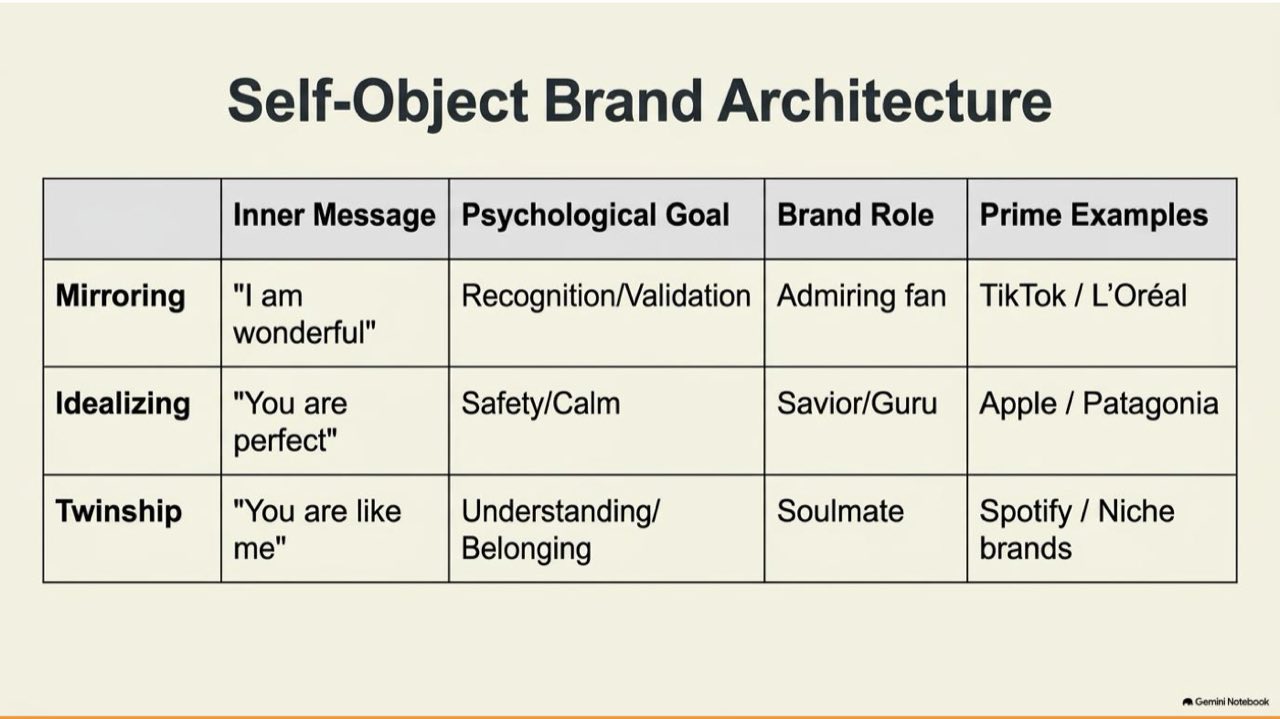 Self-Object Brand Architecture
Inner Message
Psychological Goal
Brand Role
Prime Examples
Mirroring
"I am
wonderful"
Recognition/Validation
Admiring fan
TikTok / L’Oréal
Idealizing
"You are
perfect"
Safety/Calm
Savior/Guru
Apple / Patagonia
Twinship
"You are like
me"
Understanding/
Belonging
Soulmate
Spotify / Niche
brands
Gemini Notebook